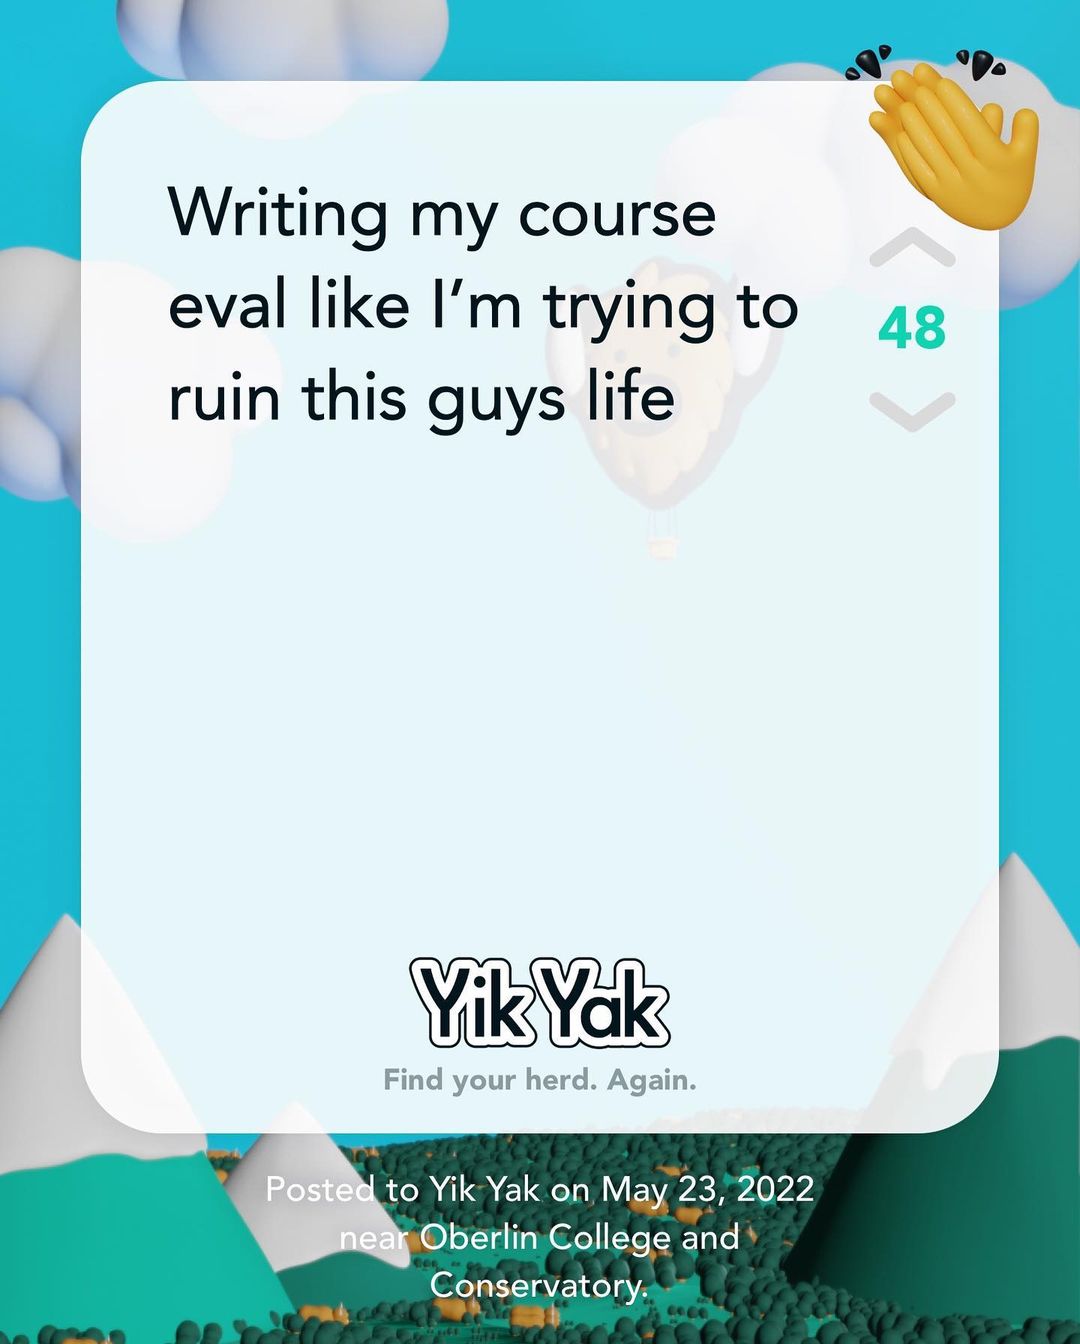 Writing my course
eval like I’m trying to
ruin this guys life
48
Yik Yak
Find your herd. Again.
Posted to Yik Yak on May 23, 2022
near Oberlin College and
Conservatory.